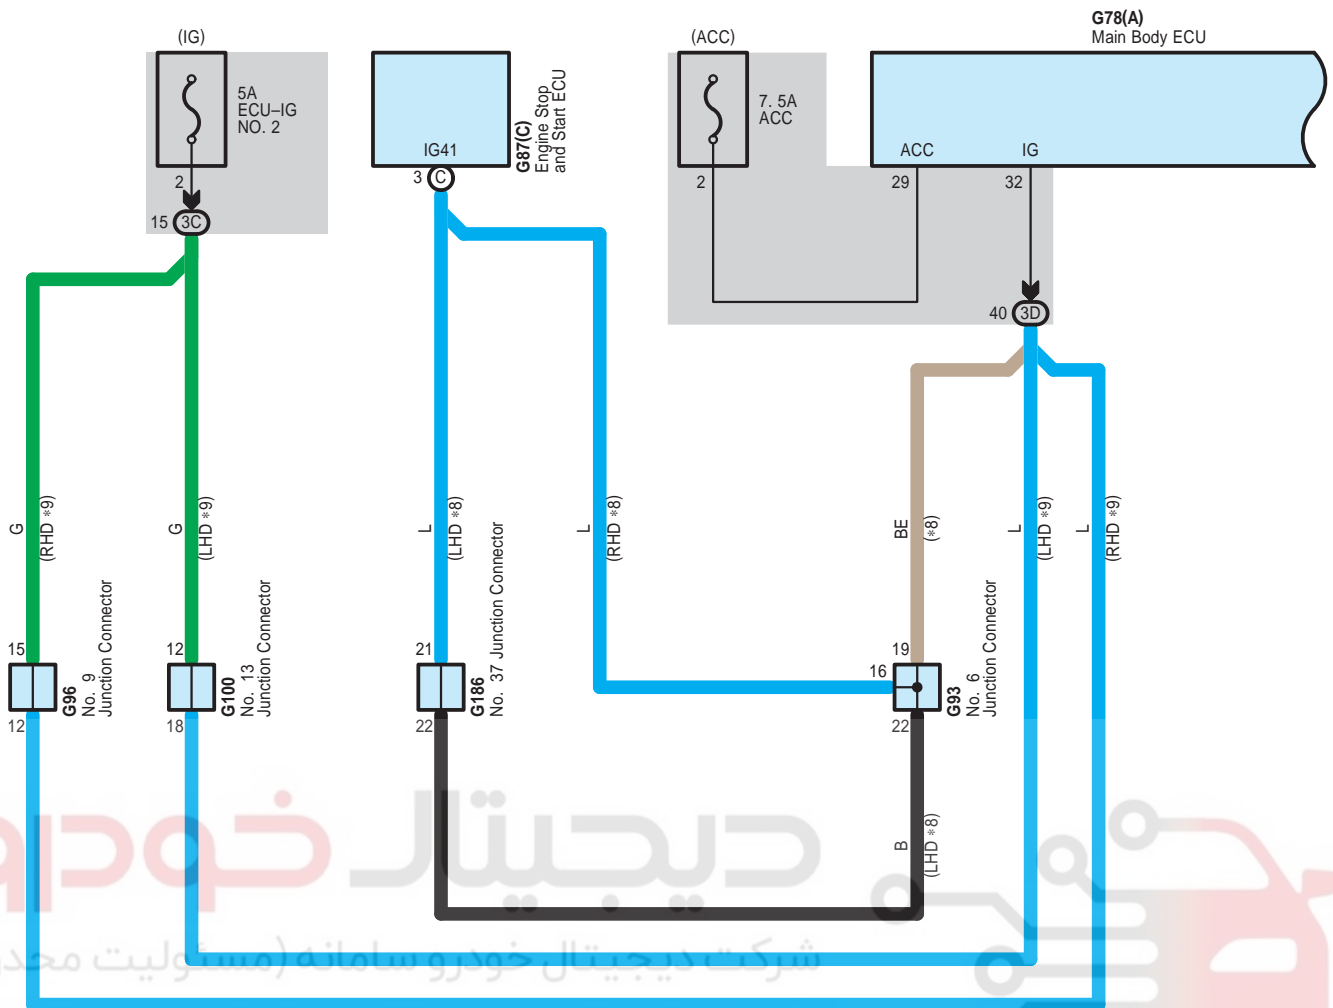 (IG)
5A
ECU–IG
NO. 2
2
15
3C
IG41
3
C
G87(C)
Engine Stop
and Start ECU
(ACC)
7. 5A
ACC
2
G78(A)
Main Body ECU
ACC
IG
29
32
40
3D
G
(RHD *9)
G
(LHD *9)
L
(LHD *8)
L
(RHD *8)
BE
(*8)
L
(LHD *9)
L
(RHD *9)
15
12
G96
No. 9
Junction Connector
12
18
G100
No. 13
Junction Connector
21
22
G186
No. 37 Junction Connector
19
16
22
G93
No. 6
Junction Connector
B
(LHD *8)
دیجیتال خودرو
شرکت دیجیتال خودرو سامانه (مسئولیت